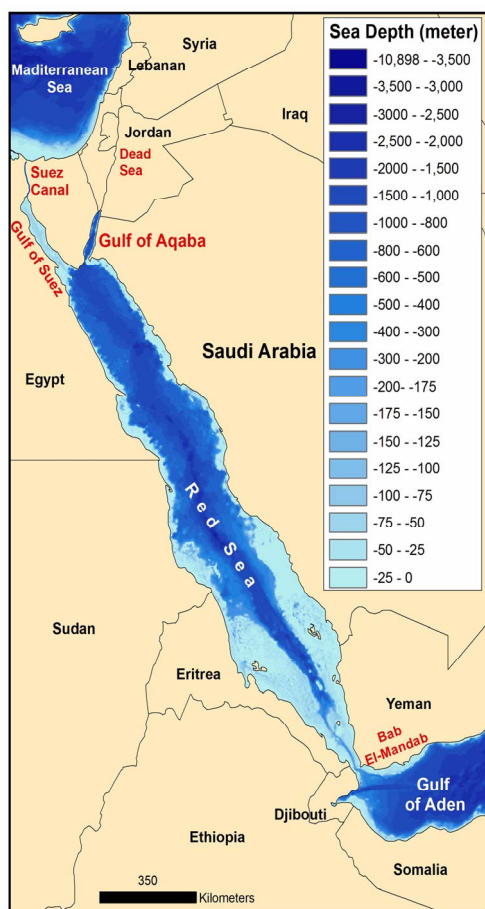 Sea Depth (meter)
-10,898 - -3,500
-3,500 - -3,000
-3000 - -2,500
-2,500 - -2,000
-2000 - -1,500
-1500 - -1,000
-1000 - -800
-800 - -600
-600 - -500
-500 - -400
-400 - -300
-300 - -200
-200- -175
-175 - -150
-150 - -125
-125 - -100
-100 - -75
-75 - -50
-50 - -25
-25 - 0
Syria
Maditerranean
Sea
Lebanan
Iraq
Jordan
Dead
Sea
Suez
Canal
Gulf of Suez
Gulf of Aqaba
Saudi Arabia
Egypt
Red Sea
Sudan
Eritrea
Yeman
Bab
El-Mandab
Gulf
of Aden
Djibouti
Ethiopia
Somalia
350
Kilometers